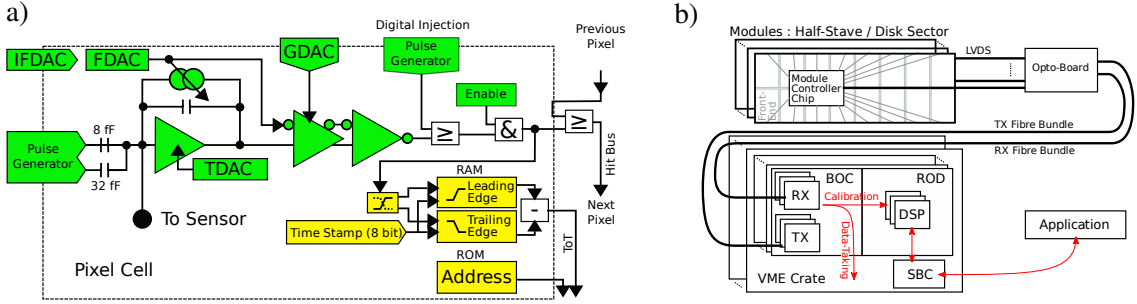 a)
IFDAC
FDAC
GDAC
Digital Injection
Pulse
Generator
Previous
Pixel
Enable
8 fF
Pulse
Generator
32 fF
TDAC
≥
&
≥
Hit Bus
To Sensor
RAM
Leading
Edge
Time Stamp (8 bit)
Trailing
Edge
-
ToT
Next
Pixel
Pixel Cell
ROM
Address
b)
Modules : Half-Stave / Disk Sector
LVDS
Opto-Board
Module
Controller
Chip
Front-
End
TX Fibre Bundle
RX Fibre Bundle
BOC
ROD
RX
Calibration
DSP
TX
Data-Taking
Application
SBC
VME Crate